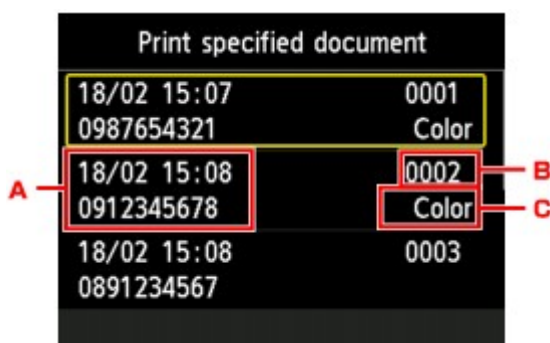 Print specified document
18/02 15:07 0001
0987654321 Color
18/02 15:08 0002
0912345678 Color
18/02 15:08 0003
0891234567
A
B
C